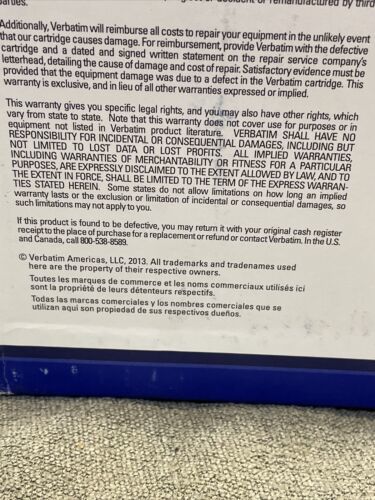 parties.
accident or remanufactured by third
Additionally, Verbatim will reimburse all costs to repair your equipment in the unlikely event
that our cartridge causes damage. For reimbursement, provide Verbatim with the defective
cartridge and a dated and signed written statement on the repair service company's
letterhead, detailing the cause of damage and cost of repair. Satisfactory evidence must be
provided that the equipment damage was due to a defect in the Verbatim cartridge. This
warranty is exclusive, and in lieu of all other warranties expressed or implied.
This warranty gives you specific legal rights, and you may also have other rights, which
vary from state to state. Note that this warranty does not cover use for purposes or in
equipment not listed in Verbatim product literature. VERBATIM SHALL HAVE NO
RESPONSIBILITY FOR INCIDENTAL OR CONSEQUENTIAL DAMAGES, INCLUDING BUT
NOT LIMITED TO LOST DATA OR LOST PROFITS. ALL IMPLIED WARRANTIES,
INCLUDING WARRANTIES OF MERCHANTABILITY OR FITNESS FOR A PARTICULAR
PURPOSES, ARE EXPRESSLY DISCLAIMED TO THE EXTENT ALLOWED BY LAW, AND TO
THE EXTENT IN FORCE, SHALL BE LIMITED TO THE TERM OF THE EXPRESS WARRAN-
TIES STATED HEREIN. Some states do not allow limitations on how long an implied
warranty lasts or the exclusion or limitation of incidental or consequential damages, so
such limitations may not apply to you.
If this product is found to be defective, you may return it with your original cash register
receipt to the place of purchase for a replacement or refund or contact Verbatim. In the U.S.
and Canada, call 800-538-8589.
© Verbatim Americas, LLC, 2013. All trademarks and tradenames used
here are the property of their respective owners.
Toutes les marques de commerce et les noms commerciaux utilisés ici
sont la propriété de leurs détenteurs respectifs.
Todas las marcas comerciales y los nombres comerciales que se
utilizan aquí son propiedad de sus respectivos dueños.